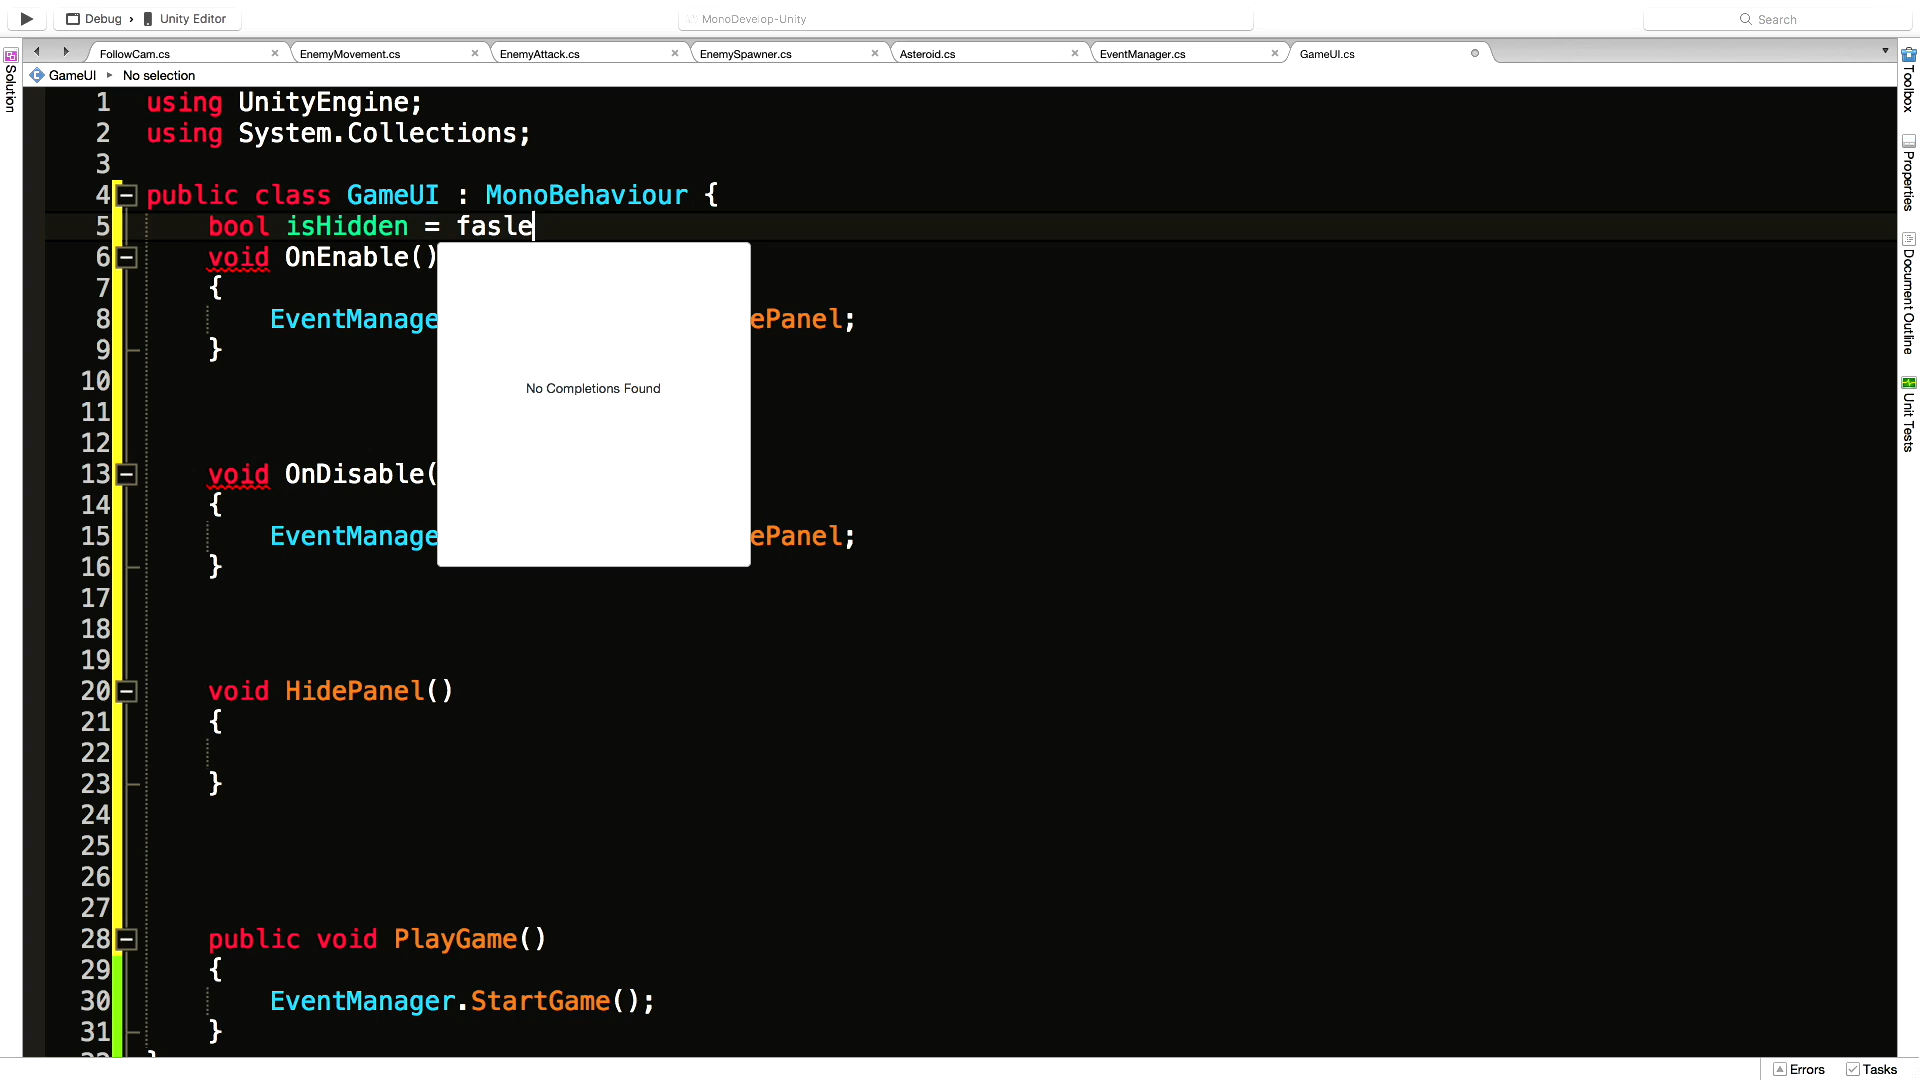 Debug › Unity Editor
MonoDevelop-Unity
Search
FollowCam.cs
EnemyMovement.cs
EnemyAttack.cs
EnemySpawner.cs
Asteroid.cs
EventManager.cs
GameUI.cs
GameUI ▸ No selection
Solution
Toolbox
Properties
Document Outline
Unit Tests
1 using UnityEngine;
2 using System.Collections;
3
4 public class GameUI : MonoBehaviour {
5 bool isHidden = fasle
6 void OnEnable()
7 {
8 EventManage ePanel;
9 }
10
11
12
13 void OnDisable(
14 {
15 EventManage ePanel;
16 }
17
18
19
20 void HidePanel()
21 {
22
23 }
24
25
26
27
28 public void PlayGame()
29 {
30 EventManager.StartGame();
31 }
No Completions Found
Errors
Tasks